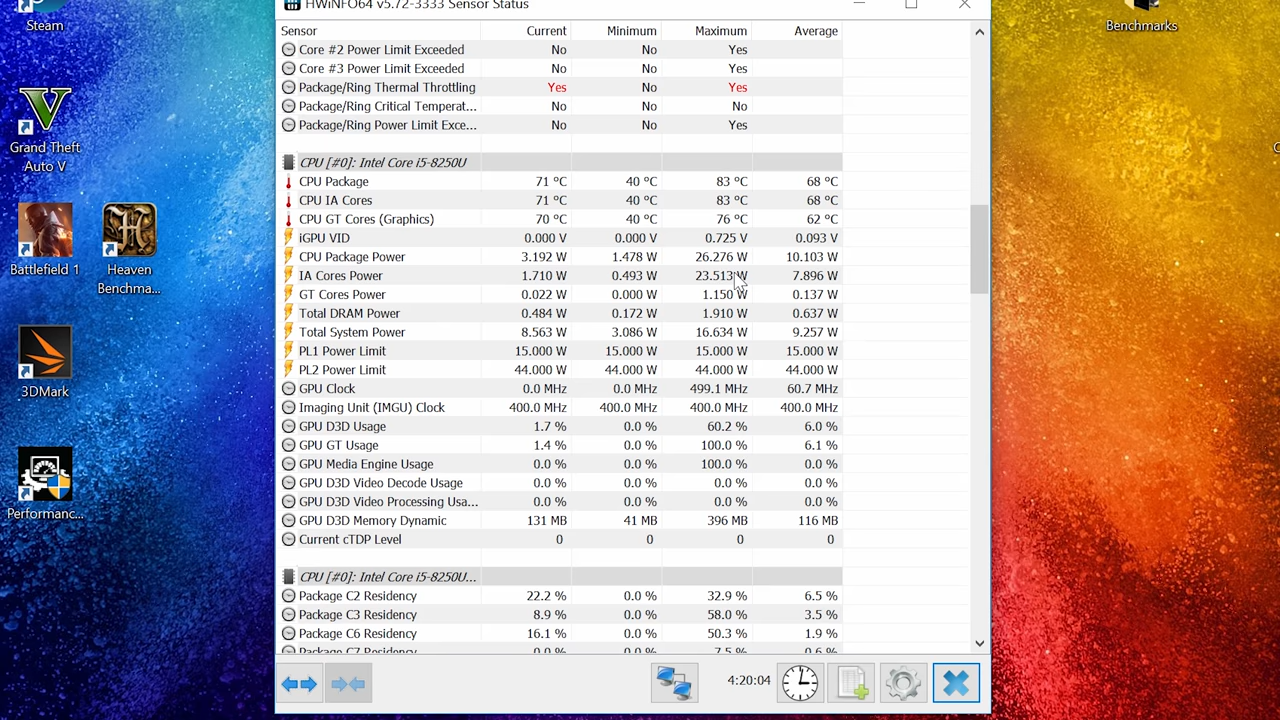 HWiNFO64 v5.72-3333 Sensor Status
Steam
Benchmarks
Grand Theft
Auto V
Battlefield 1
Heaven
Benchma...
3DMark
Performanc...
Sensor Current Minimum Maximum Average
Core #2 Power Limit Exceeded No No Yes
Core #3 Power Limit Exceeded No No Yes
Package/Ring Thermal Throttling Yes No Yes
Package/Ring Critical Temperat... No No No
Package/Ring Power Limit Exce... No No Yes
CPU [#0]: Intel Core i5-8250U
CPU Package 71 °C 40 °C 83 °C 68 °C
CPU IA Cores 71 °C 40 °C 83 °C 68 °C
CPU GT Cores (Graphics) 70 °C 40 °C 76 °C 62 °C
iGPU VID 0.000 V 0.000 V 0.725 V 0.093 V
CPU Package Power 3.192 W 1.478 W 26.276 W 10.103 W
IA Cores Power 1.710 W 0.493 W 23.513 W 7.896 W
GT Cores Power 0.022 W 0.000 W 1.150 W 0.137 W
Total DRAM Power 0.484 W 0.172 W 1.910 W 0.637 W
Total System Power 8.563 W 3.086 W 16.634 W 9.257 W
PL1 Power Limit 15.000 W 15.000 W 15.000 W 15.000 W
PL2 Power Limit 44.000 W 44.000 W 44.000 W 44.000 W
GPU Clock 0.0 MHz 0.0 MHz 499.1 MHz 60.7 MHz
Imaging Unit (IMGU) Clock 400.0 MHz 400.0 MHz 400.0 MHz 400.0 MHz
GPU D3D Usage 1.7 % 0.0 % 60.2 % 6.0 %
GPU GT Usage 1.4 % 0.0 % 100.0 % 6.1 %
GPU Media Engine Usage 0.0 % 0.0 % 100.0 % 0.0 %
GPU D3D Video Decode Usage 0.0 % 0.0 % 0.0 % 0.0 %
GPU D3D Video Processing Usa... 0.0 % 0.0 % 0.0 % 0.0 %
GPU D3D Memory Dynamic 131 MB 41 MB 396 MB 116 MB
Current cTDP Level 0 0 0 0
CPU [#0]: Intel Core i5-8250U...
Package C2 Residency 22.2 % 0.0 % 32.9 % 6.5 %
Package C3 Residency 8.9 % 0.0 % 58.0 % 3.5 %
Package C6 Residency 16.1 % 0.0 % 50.3 % 1.9 %
Package C7 Residency 0.0 % 0.0 % 7.5 % 0.6 %
4:20:04